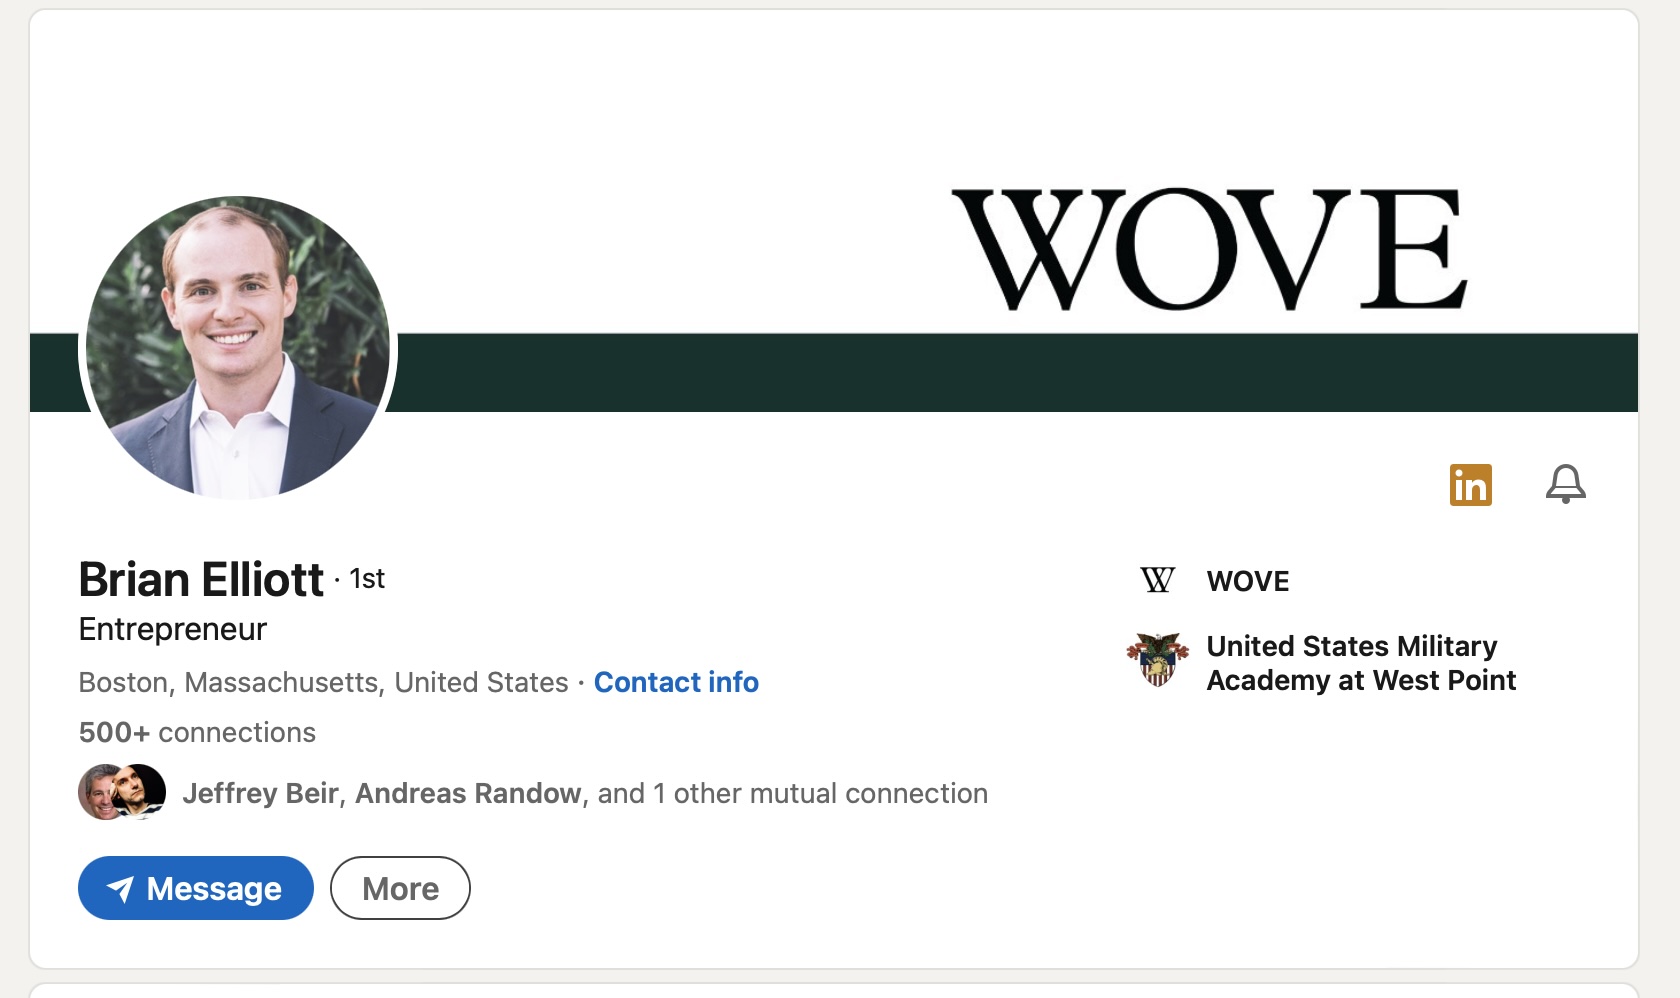 WOVE
in
Brian Elliott · 1st
Entrepreneur
Boston, Massachusetts, United States · Contact info
500+ connections
Jeffrey Beir, Andreas Randow, and 1 other mutual connection
Message
More
W WOVE
United States Military
Academy at West Point